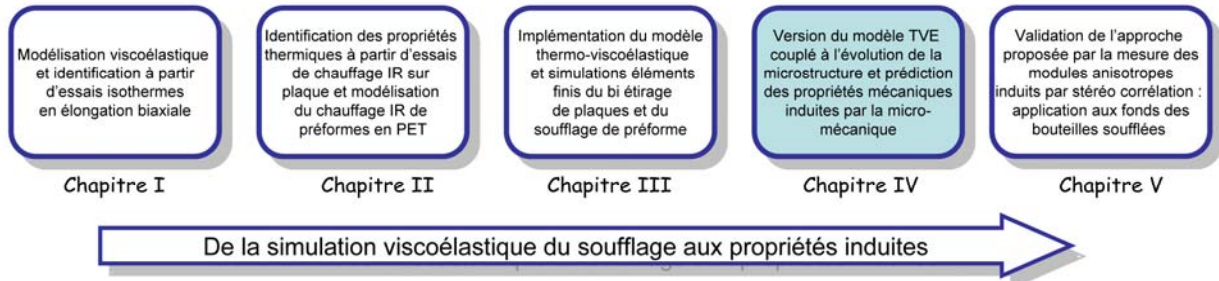 Modélisation viscoélastique
et identification à partir
d'essais isothermes
en élongation biaxiale
Chapitre I
Identification des propriétés
thermiques à partir d'essais
de chauffage IR sur
plaque et modélisation
du chauffage IR de
préformes en PET
Chapitre II
Implémentation du modèle
thermo-viscoélastique
et simulations éléments
finis du bi étirage
de plaques et du
soufflage de préforme
Chapitre III
Version du modèle TVE
couplé à l'évolution de la
microstructure et prédiction
des propriétés mécaniques
induites par la micro-
mécanique
Chapitre IV
Validation de l'approche
proposée par la mesure des
modules anisotropes
induits par stéréo corrélation :
application aux fonds des
bouteilles soufflées
Chapitre V
De la simulation viscoélastique du soufflage aux propriétés induites